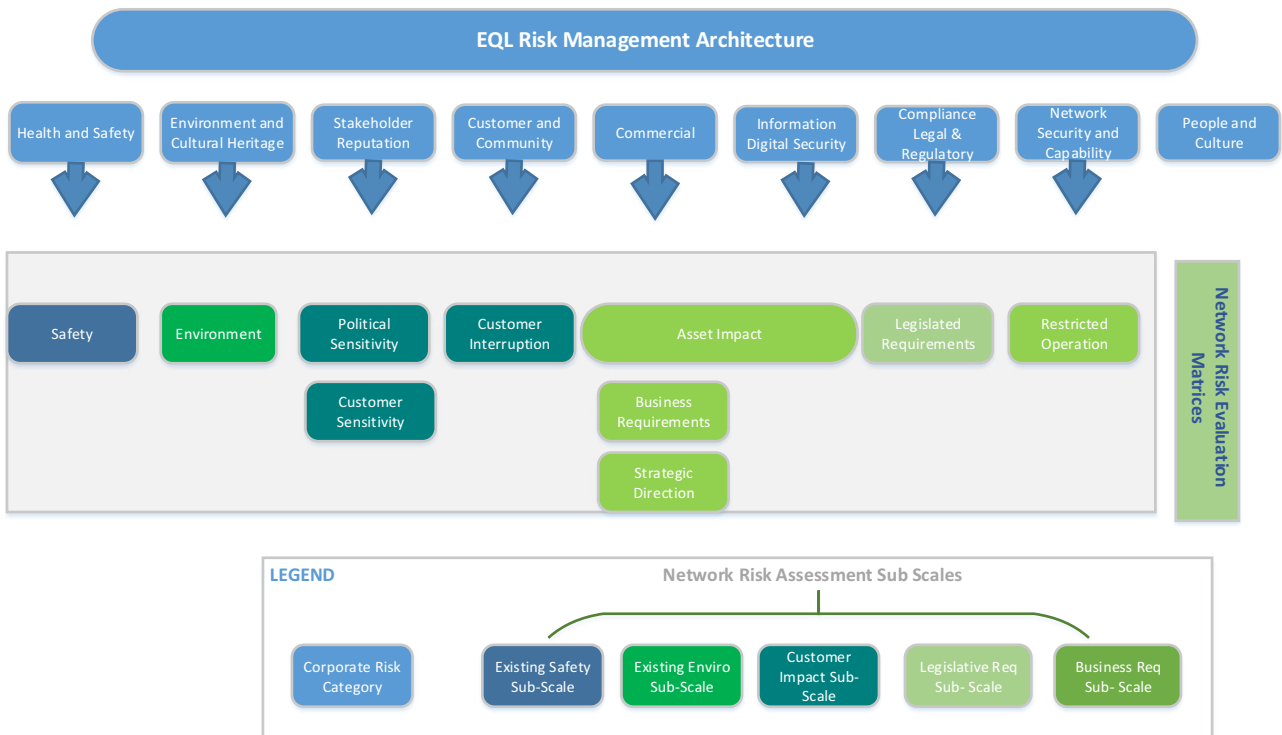 EQL Risk Management Architecture
Health and Safety
Environment and
Cultural Heritage
Stakeholder
Reputation
Customer and
Community
Commercial
Information
Digital Security
Compliance
Legal &
Regulatory
Network
Security and
Capability
People and
Culture
Safety
Environment
Political
Sensitivity
Customer
Interruption
Asset Impact
Legislated
Requirements
Restricted
Operation
Customer
Sensitivity
Business
Requirements
Strategic
Direction
Network Risk Evaluation
Matrices
LEGEND
Network Risk Assessment Sub Scales
Corporate Risk
Category
Existing Safety
Sub-Scale
Existing Enviro
Sub-Scale
Customer
Impact Sub-
Scale
Legislative Req
Sub- Scale
Business Req
Sub- Scale